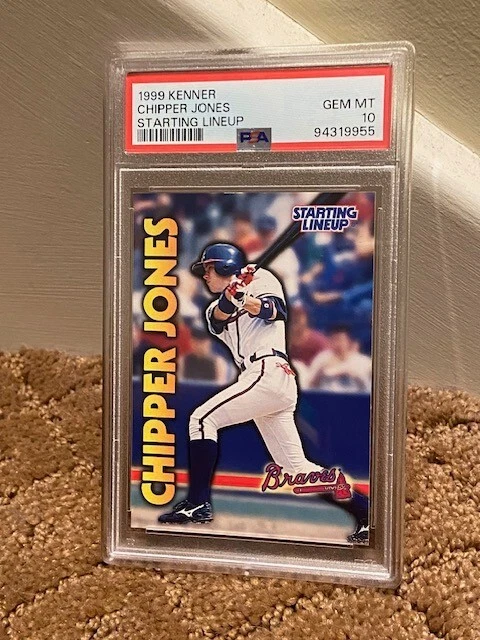 1999 KENNER
CHIPPER JONES
STARTING LINEUP
GEM MT
10
94319955
PSA
STARTING
LINEUP
CHIPPER JONES
Braves